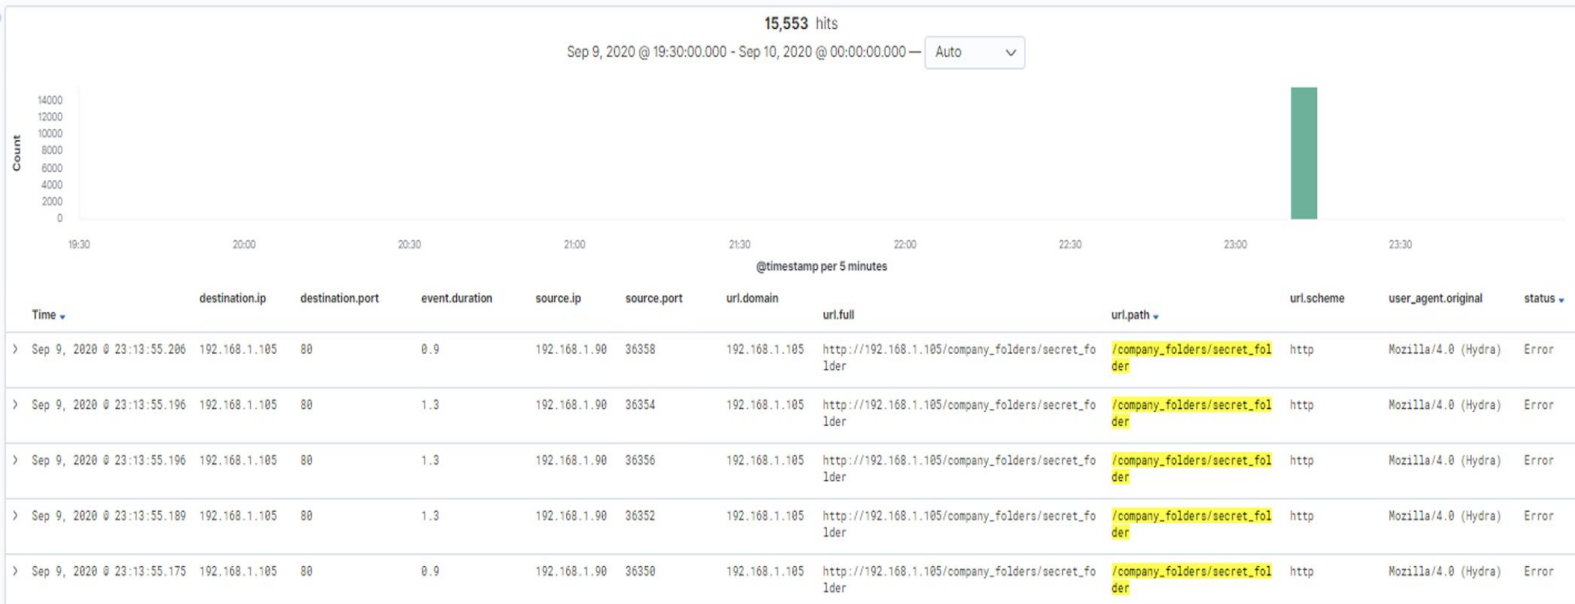 15,553 hits
Sep 9, 2020 @ 19:30:00.000 - Sep 10, 2020 @ 00:00:00.000 — Auto
Count
14000
12000
10000
8000
6000
4000
2000
0
19:30 20:00 20:30 21:00 21:30 22:00 22:30 23:00 23:30
@timestamp per 5 minutes
Time destination.ip destination.port event.duration source.ip source.port url.domain url.full url.path url.scheme user_agent.original status
Sep 9, 2020 @ 23:13:55.206 192.168.1.105 80 0.9 192.168.1.90 36358 192.168.1.105 http://192.168.1.105/company_folders/secret_fo /company_folders/secret_fol http Mozilla/4.0 (Hydra) Error
lder der
Sep 9, 2020 @ 23:13:55.196 192.168.1.105 80 1.3 192.168.1.90 36354 192.168.1.105 http://192.168.1.105/company_folders/secret_fo /company_folders/secret_fol http Mozilla/4.0 (Hydra) Error
lder der
Sep 9, 2020 @ 23:13:55.196 192.168.1.105 80 1.3 192.168.1.90 36356 192.168.1.105 http://192.168.1.105/company_folders/secret_fo /company_folders/secret_fol http Mozilla/4.0 (Hydra) Error
lder der
Sep 9, 2020 @ 23:13:55.189 192.168.1.105 80 1.3 192.168.1.90 36352 192.168.1.105 http://192.168.1.105/company_folders/secret_fo /company_folders/secret_fol http Mozilla/4.0 (Hydra) Error
lder der
Sep 9, 2020 @ 23:13:55.175 192.168.1.105 80 0.9 192.168.1.90 36350 192.168.1.105 http://192.168.1.105/company_folders/secret_fo /company_folders/secret_fol http Mozilla/4.0 (Hydra) Error
lder der